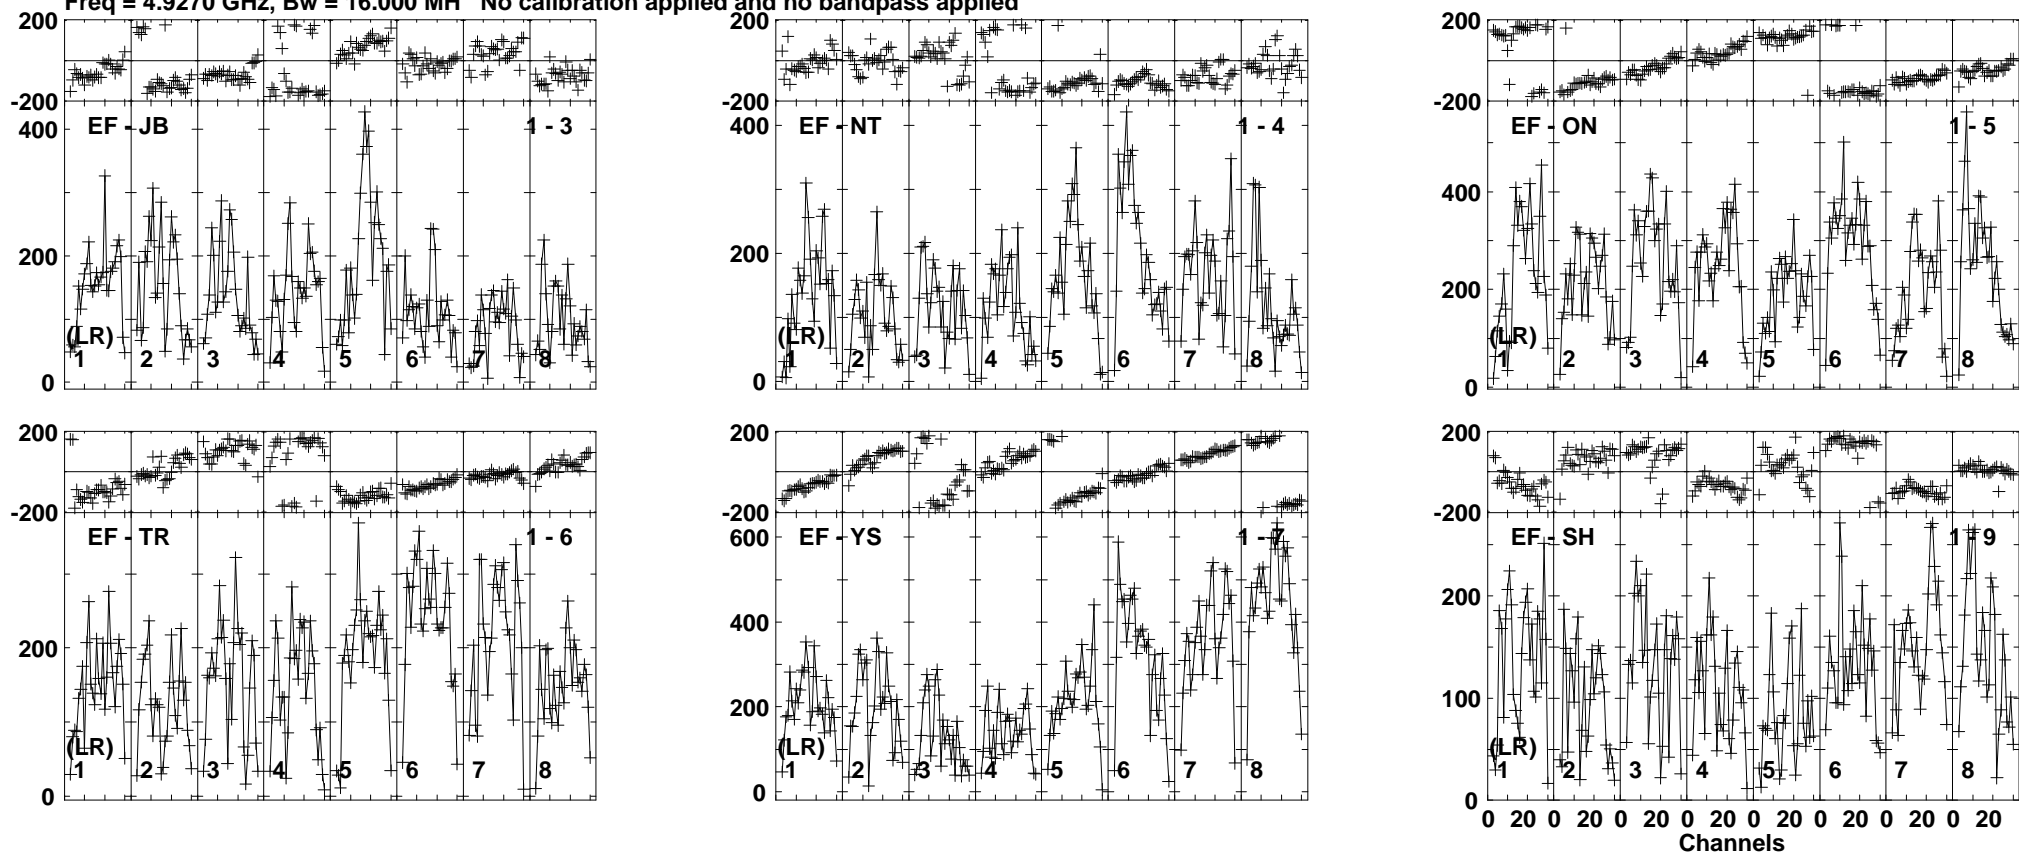 Freq = 4.9270 GHz, Bw = 16.000 MH No calibration applied and no bandpass applied
200
-200
400
200
0
EF - JB
1 - 3
(LR)
1 2 3 4 5 6 7 8
400
200
0
EF - NT
1 - 4
(LR)
1 2 3 4 5 6 7 8
200
-200
400
200
0
EF - ON
1 - 5
(LR)
1 2 3 4 5 6 7 8
200
-200
200
0
EF - TR
1 - 6
(LR)
1 2 3 4 5 6 7 8
200
-200
600
400
200
0
EF - YS
1 - 7
(LR)
1 2 3 4 5 6 7 8
200
-200
200
100
0
EF - SH
1 - 9
(LR)
1 2 3 4 5 6 7 8
0 20 0 20 0 20 0 20 0 20 0 20 0 20 0 20
Channels
200
-200